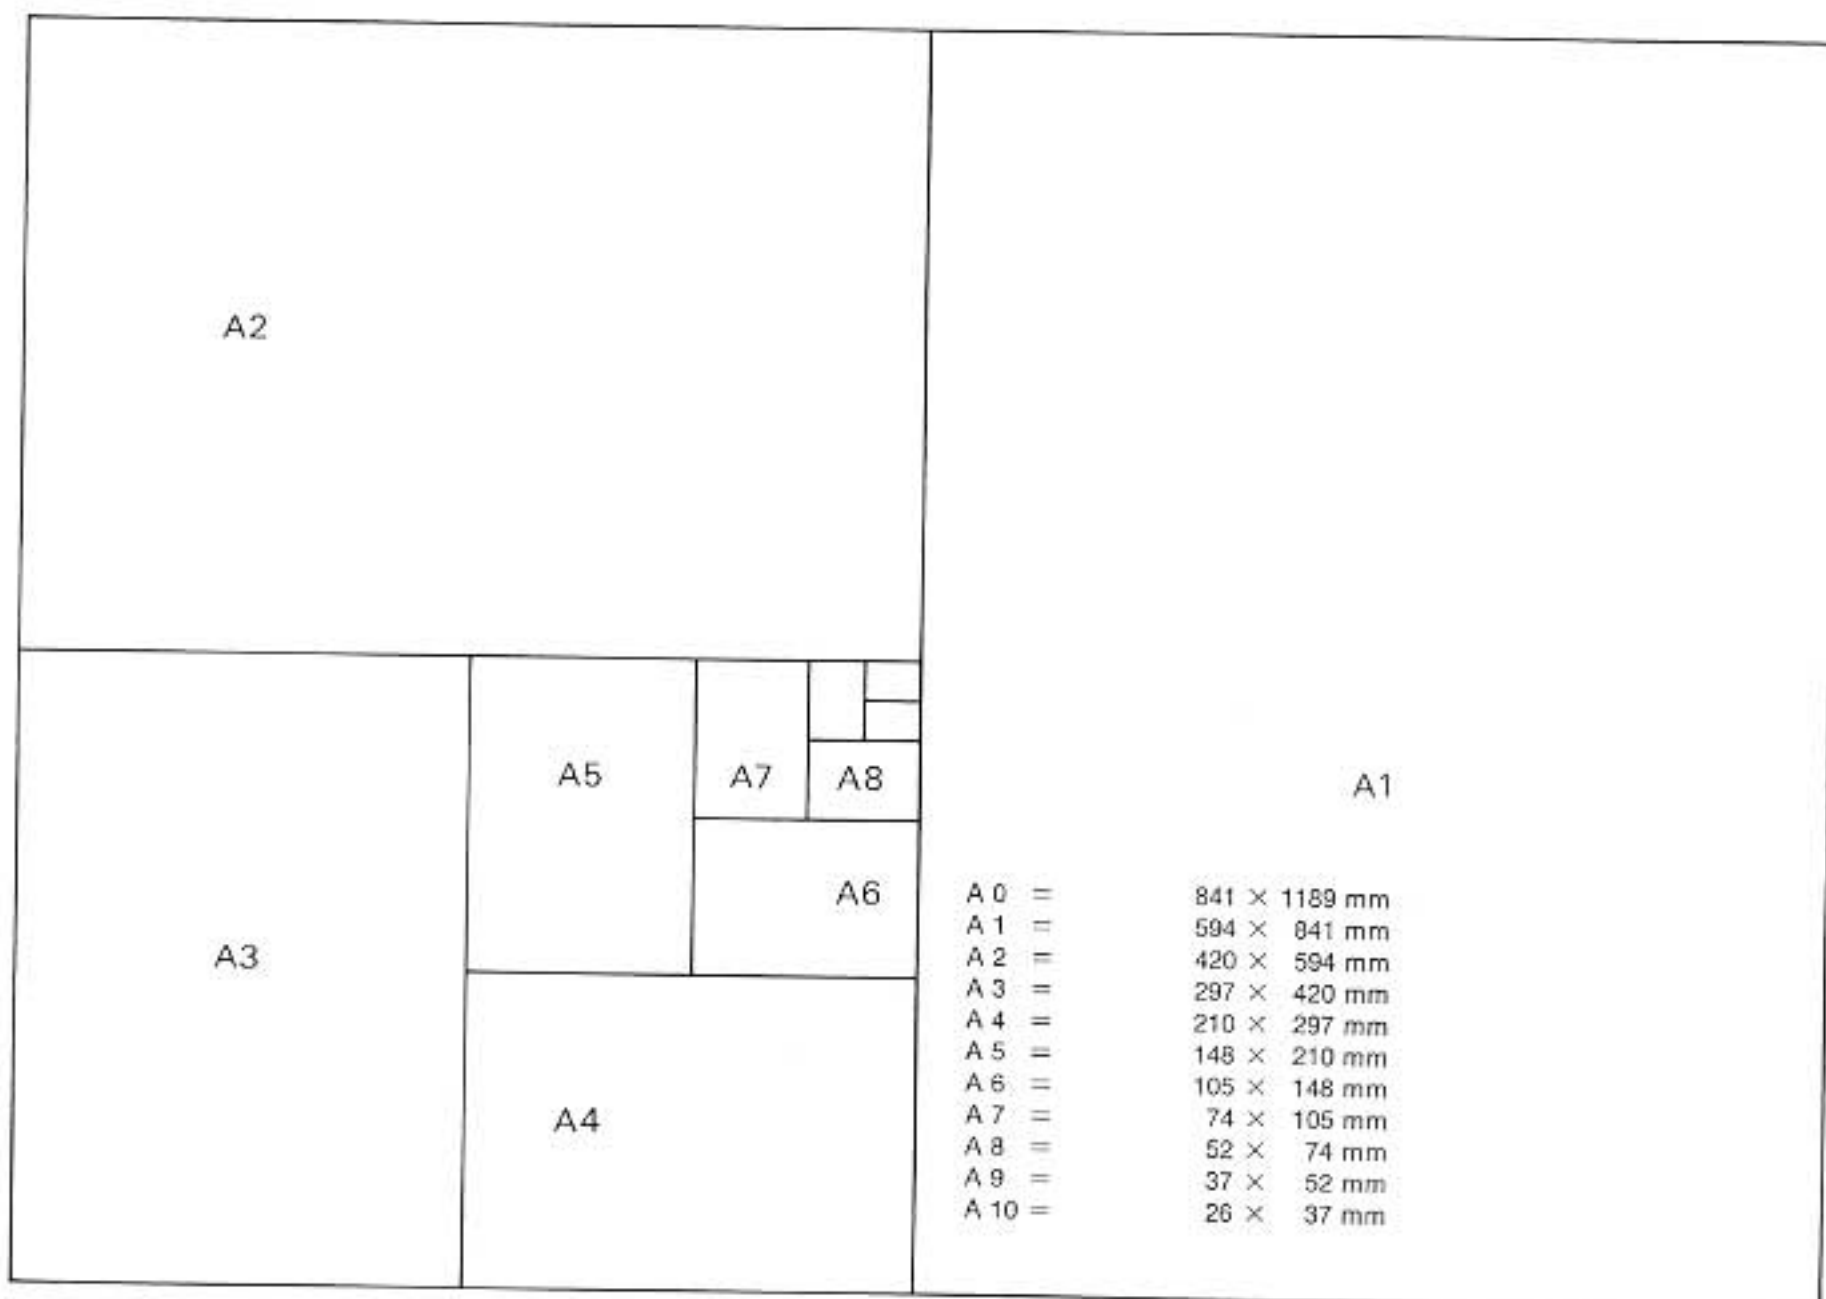 A2
A5
A7
A8
A1
A6
A3
A4
A 0 = 841 × 1189 mm
A 1 = 594 × 841 mm
A 2 = 420 × 594 mm
A 3 = 297 × 420 mm
A 4 = 210 × 297 mm
A 5 = 148 × 210 mm
A 6 = 105 × 148 mm
A 7 = 74 × 105 mm
A 8 = 52 × 74 mm
A 9 = 37 × 52 mm
A 10 = 26 × 37 mm